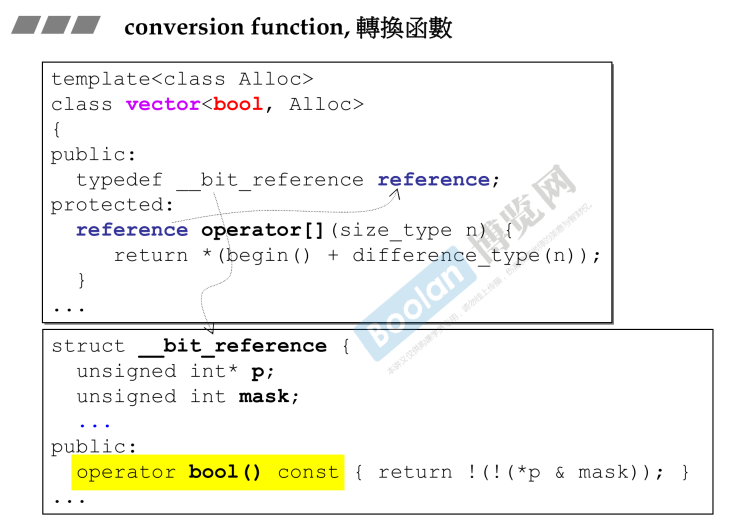 conversion function, 轉換函數
template<class Alloc>
class vector<bool, Alloc>
{
public:
typedef __bit_reference reference;
protected:
reference operator[](size_type n) {
return *(begin() + difference_type(n));
}
...
Boolan 博览网
struct __bit_reference {
unsigned int* p;
unsigned int mask;
...
public:
operator bool() const { return !(!(*p & mask)); }
...